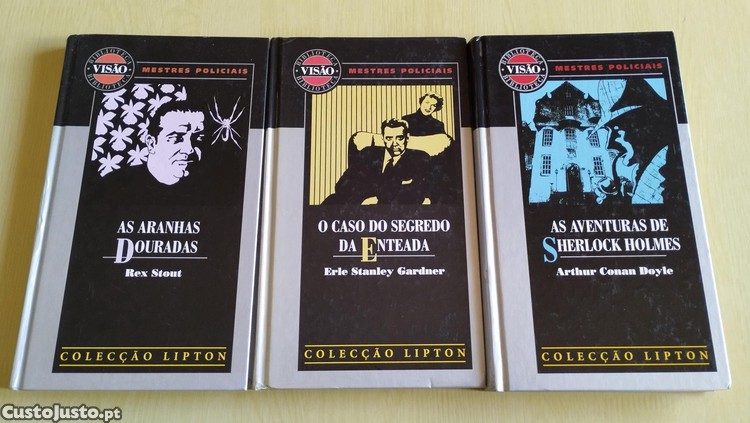 BIBLIOTECA
VISÃO
BIBLIOTECA
MESTRES POLICIAIS
AS ARANHAS
DOURADAS
Rex Stout
COLECÇÃO LIPTON
BIBLIOTECA
VISÃO
BIBLIOTECA
MESTRES POLICIAIS
O CASO DO SEGREDO
DA ENTEADA
Erle Stanley Gardner
COLECÇÃO LIPTON
BIBLIOTECA
VISÃO
BIBLIOTECA
MESTRES POLICIAIS
AS AVENTURAS DE
SHERLOCK HOLMES
Arthur Conan Doyle
COLECÇÃO LIPTON
CustoJusto.pt